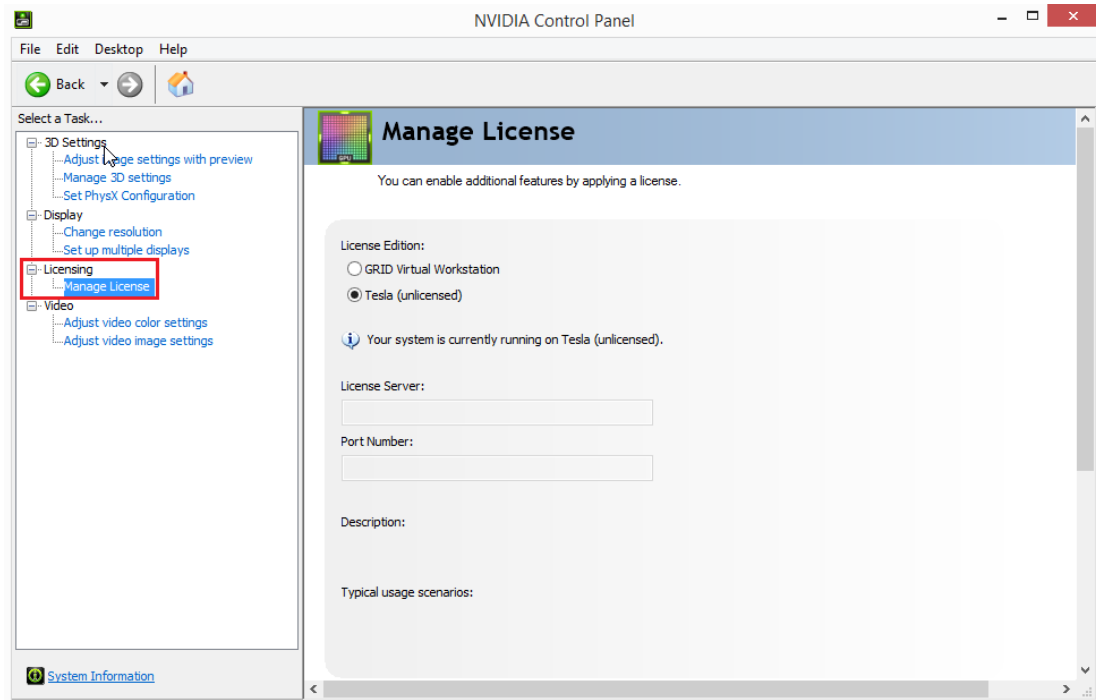 NVIDIA Control Panel
File Edit Desktop Help
Back
Select a Task...
3D Settings
Adjust image settings with preview
Manage 3D settings
Set PhysX Configuration
Display
Change resolution
Set up multiple displays
Licensing
Manage License
Video
Adjust video color settings
Adjust video image settings
System Information
GPU
Manage License
You can enable additional features by applying a license.
License Edition:
GRID Virtual Workstation
Tesla (unlicensed)
Your system is currently running on Tesla (unlicensed).
License Server:
Port Number:
Description:
Typical usage scenarios: